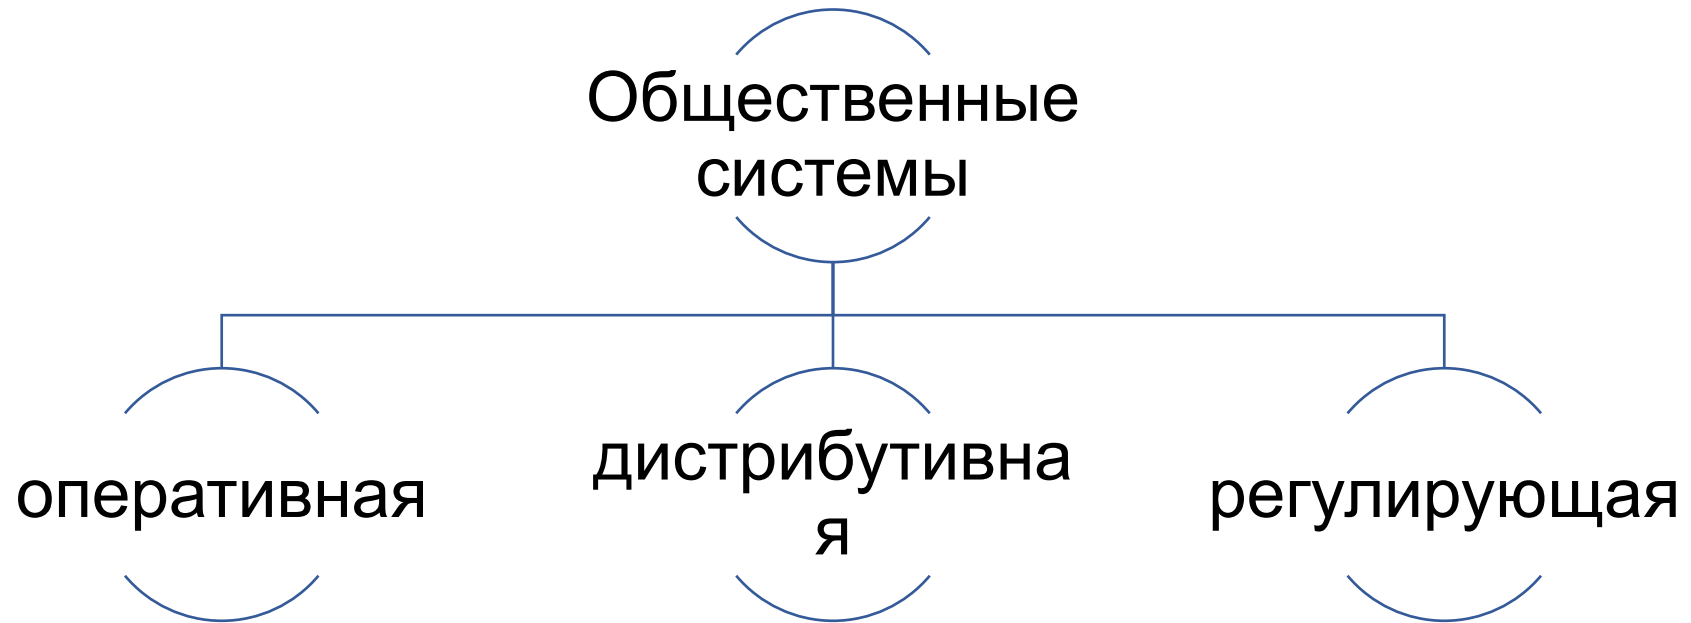 Общественные
системы
оперативная
дистрибутивна
я
регулирующая